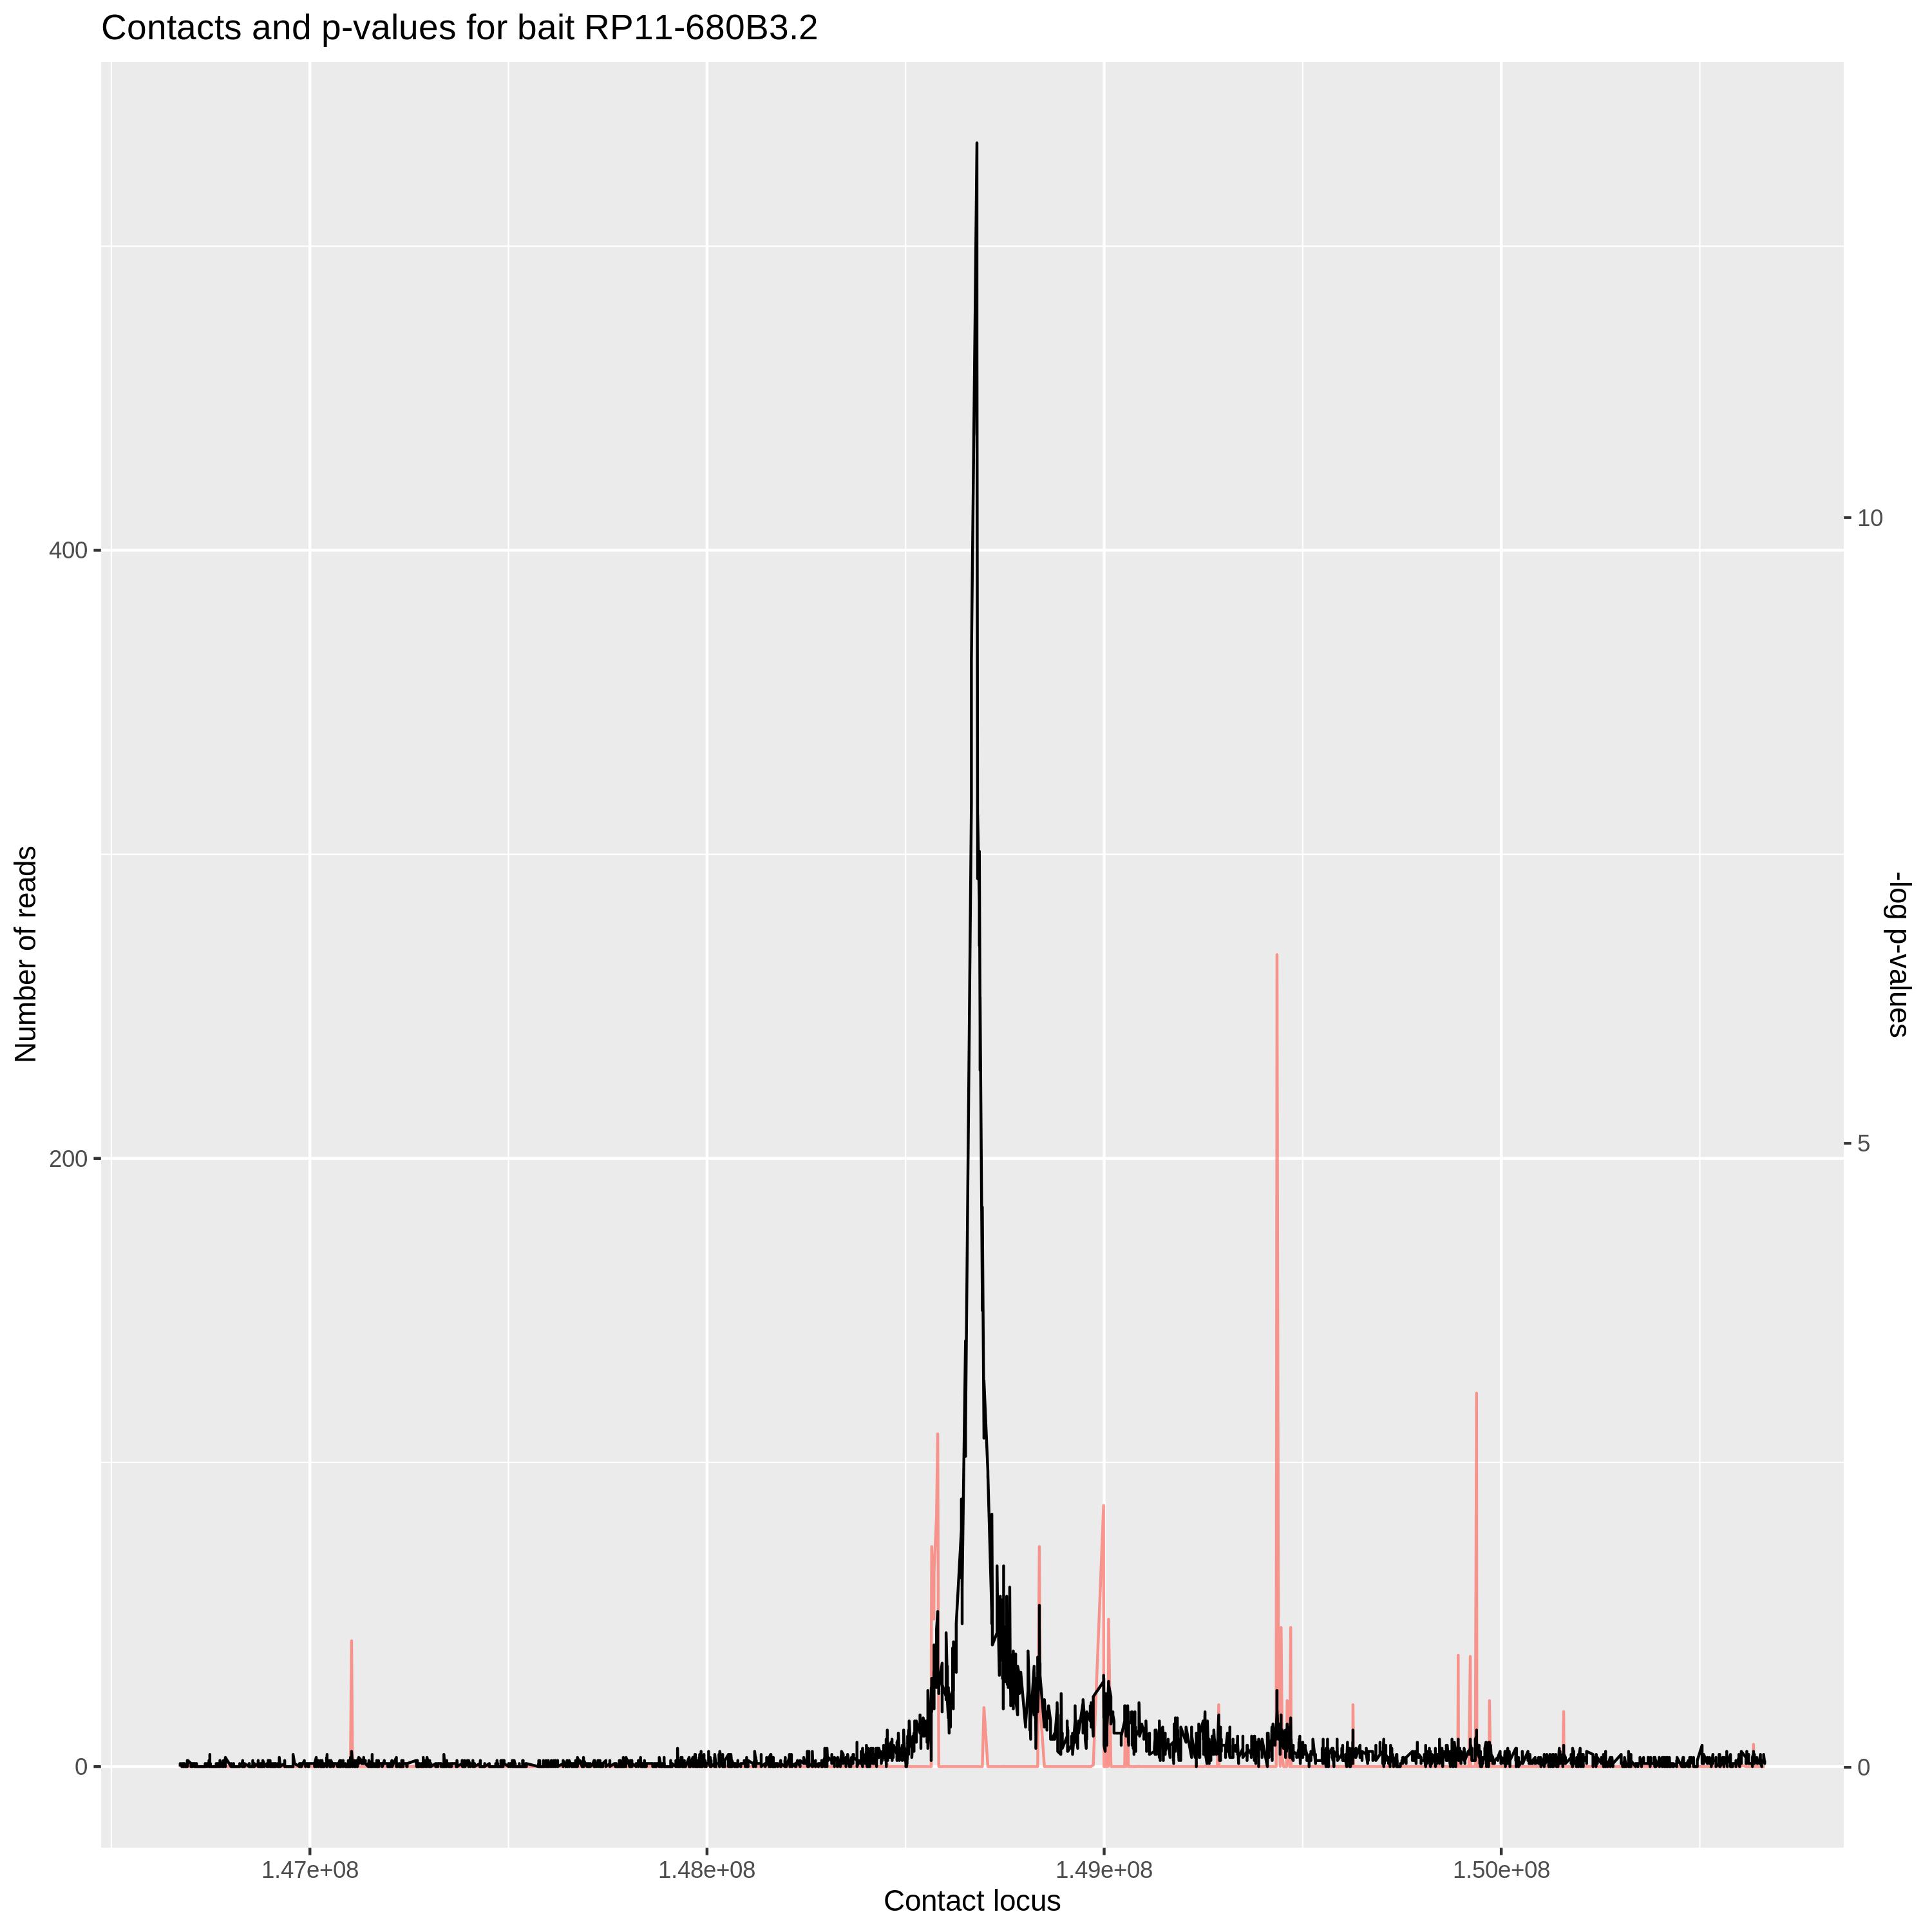 Contacts and p-values for bait RP11-680B3.2
400
200
0
Number of reads
10
5
0
-log p-values
1.47e+08 1.48e+08 1.49e+08 1.50e+08
Contact locus